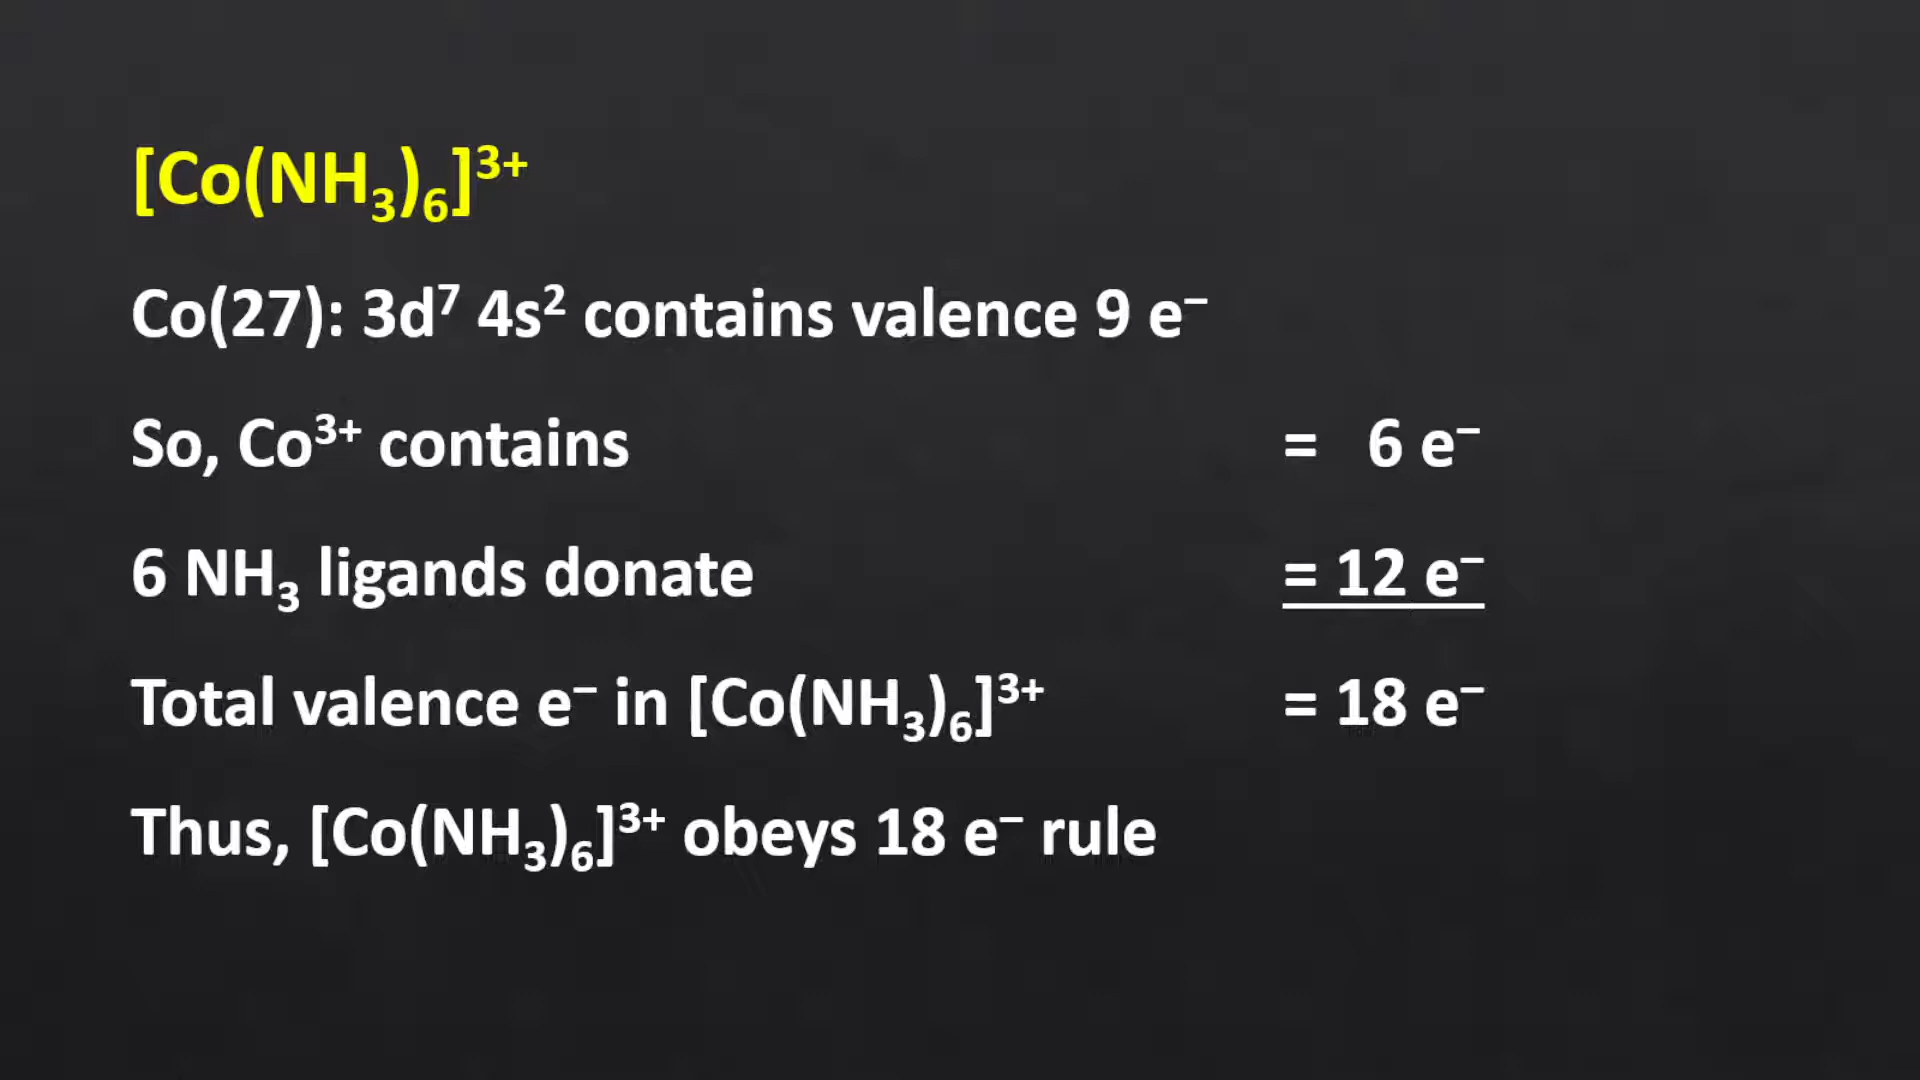 [Co(NH₃)₆]³⁺
Co(27): 3d⁷ 4s² contains valence 9 e⁻
So, Co³⁺ contains = 6 e⁻
6 NH₃ ligands donate = 12 e⁻
Total valence e⁻ in [Co(NH₃)₆]³⁺ = 18 e⁻
Thus, [Co(NH₃)₆]³⁺ obeys 18 e⁻ rule